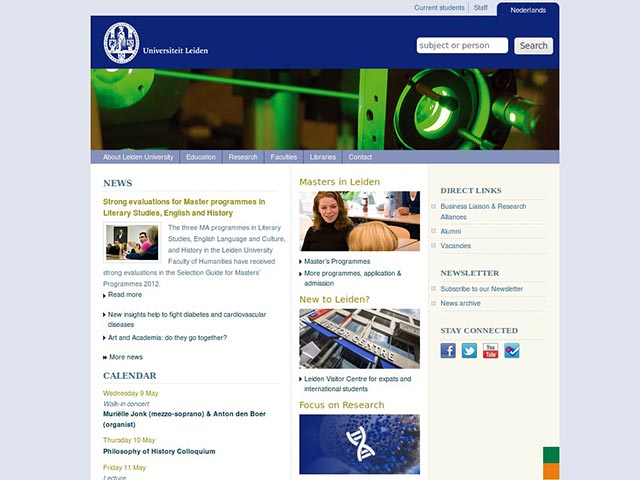 Current students
Staff
Nederlands
Universiteit Leiden
subject or person
Search
About Leiden University
Education
Research
Faculties
Libraries
Contact
NEWS
Strong evaluations for Master programmes in
Literary Studies, English and History
The three MA programmes in Literary
Studies, English Language and Culture,
and History in the Leiden University
Faculty of Humanities have received
strong evaluations in the Selection Guide for Masters'
Programmes 2012.
Read more
New insights help to fight diabetes and cardiovascular
diseases
Art and Academia: do they go together?
More news
CALENDAR
Wednesday 9 May
Walk-in concert
Muriëlle Jonk (mezzo-soprano) & Anton den Boer
(organist)
Thursday 10 May
Philosophy of History Colloquium
Friday 11 May
Lecture
Masters in Leiden
Master's Programmes
More programmes, application &
admission
New to Leiden?
VISITOR CENTRE
Leiden Visitor Centre for expats and
international students
Focus on Research
DIRECT LINKS
Business Liaison & Research
Alliances
Alumni
Vacancies
NEWSLETTER
Subscribe to our Newsletter
News archive
STAY CONNECTED
You
Tube